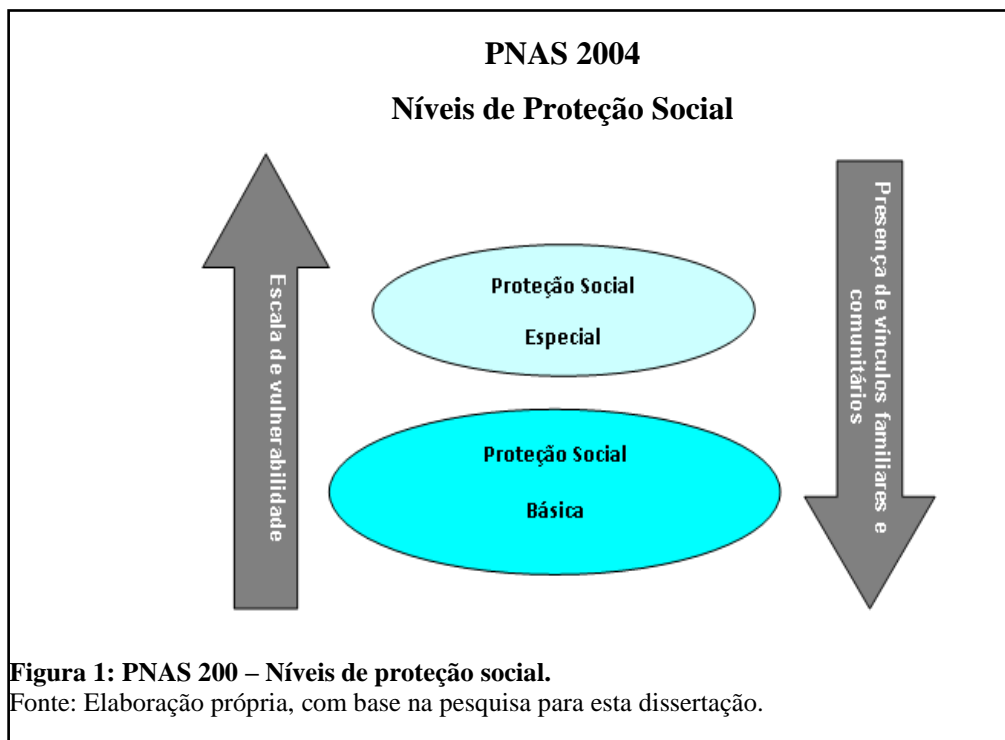 PNAS 2004
Níveis de Proteção Social
Escala de vulnerabilidade
Proteção Social
Especial
Proteção Social
Básica
Presença de vínculos familiares e
comunitários
Figura 1: PNAS 200 – Níveis de proteção social.
Fonte: Elaboração própria, com base na pesquisa para esta dissertação.